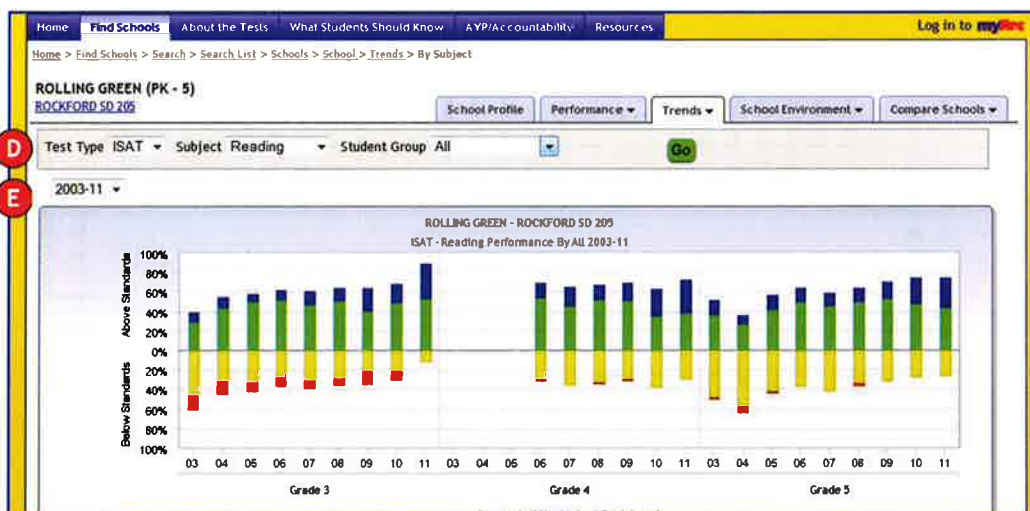 Home Find Schools About the Tests What Students Should Know AYP/Accountability Resources Log in to myIirc
Home > Find Schools > Search > Search List > Schools > School > Trends > By Subject
ROLLING GREEN (PK - 5)
ROCKFORD SD 205
School Profile Performance Trends School Environment Compare Schools
D Test Type ISAT Subject Reading Student Group All Go
E
2003-11
ROLLING GREEN - ROCKFORD SD 205
ISAT - Reading Performance By All 2003-11
Above Standards
100%
80%
60%
40%
20%
0%
Below Standards
20%
40%
60%
80%
100%
03 04 05 06 07 08 09 10 11 03 04 05 06 07 08 09 10 11 03 04 05 06 07 08 09 10 11
Grade 3 Grade 4 Grade 5